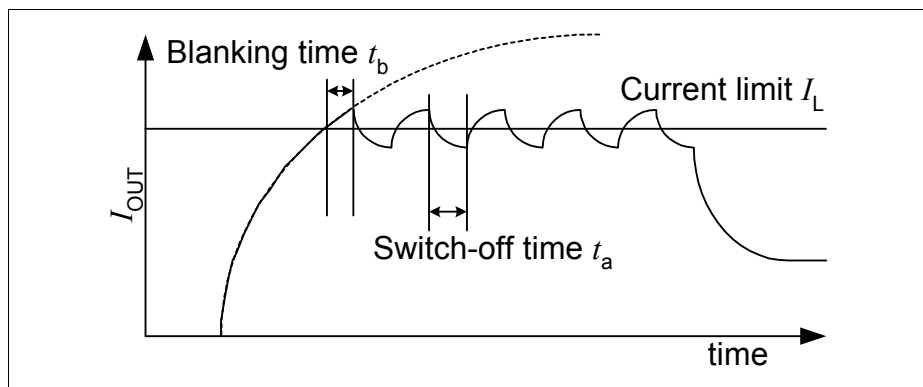 Blanking time t_b
Current limit I_L
I_OUT
Switch-off time t_a
time